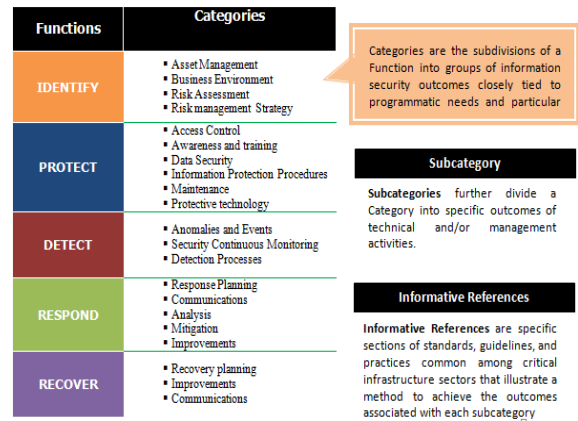 Functions
Categories
IDENTIFY
▪ Asset Management
▪ Business Environment
▪ Risk Assessment
▪ Risk management Strategy
PROTECT
▪ Access Control
▪ Awareness and training
▪ Data Security
▪ Information Protection Procedures
▪ Maintenance
▪ Protective technology
DETECT
▪ Anomalies and Events
▪ Security Continuous Monitoring
▪ Detection Processes
RESPOND
▪ Response Planning
▪ Communications
▪ Analysis
▪ Mitigation
▪ Improvements
RECOVER
▪ Recovery planning
▪ Improvements
▪ Communications
Categories are the subdivisions of a
Function into groups of information
security outcomes closely tied to
programmatic needs and particular
Subcategory
Subcategories further divide a
Category into specific outcomes of
technical and/or management
activities.
Informative References
Informative References are specific
sections of standards, guidelines, and
practices common among critical
infrastructure sectors that illustrate a
method to achieve the outcomes
associated with each subcategory